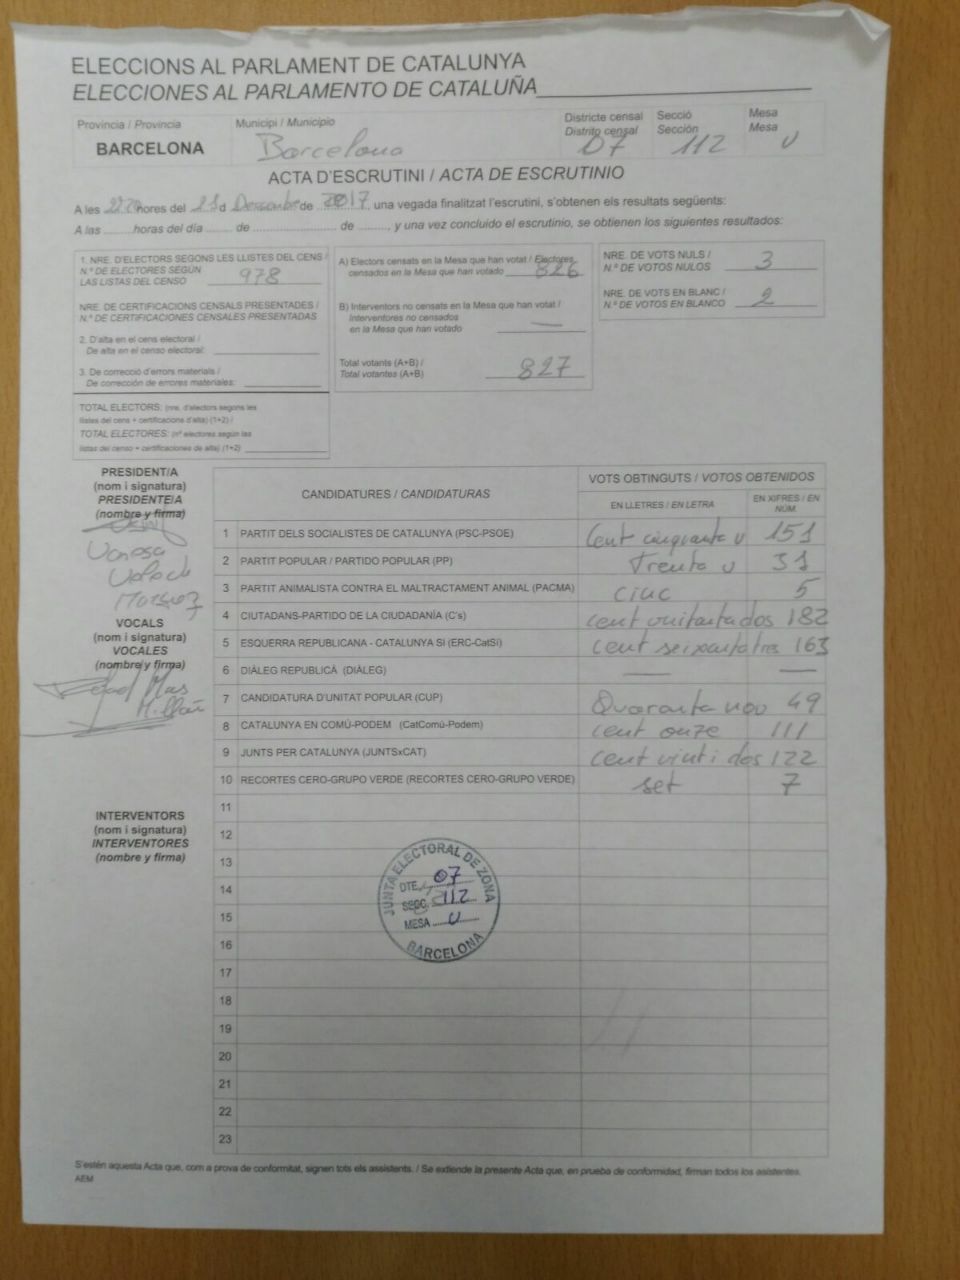 ELECCIONS AL PARLAMENT DE CATALUNYA
ELECCIONES AL PARLAMENTO DE CATALUÑA
Provincia / Provincia
BARCELONA
Municipi / Municipio
Barcelona
Districte censal
Distrito censal
07
Secció
Sección
112
Mesa
Mesa
U
ACTA D'ESCRUTINI / ACTA DE ESCRUTINIO
A les hores del 21 d Desembre de 2017 una vegada finalitzat l'escrutini, s'obtenen els resultats següents:
A las ........ horas del día ...... de ........................ de ........., y una vez concluido el escrutinio, se obtienen los siguientes resultados:
1. NRE. D'ELECTORS SEGONS LES LLISTES DEL CENS /
N.º DE ELECTORES SEGÚN
LAS LISTAS DEL CENSO
978
NRE. DE CERTIFICACIONS CENSALS PRESENTADES /
N.º DE CERTIFICACIONES CENSALES PRESENTADAS
2. D'alta en el cens electoral /
De alta en el censo electoral:
3. De correcció d'errors materials /
De corrección de errores materiales:
TOTAL ELECTORS: (nre. d'electors segons les
llistes del cens + certificacions d'alta) (1+2) /
TOTAL ELECTORES: (nº electores según las
listas del censo + certificaciones de alta) (1+2)
A) Electors censats en la Mesa que han votat / Electores
censados en la Mesa que han votado 826
B) Interventors no censats en la Mesa que han votat /
Interventores no censados
en la Mesa que han votado —
Total votants (A+B) /
Total votantes (A+B)
827
NRE. DE VOTS NULS /
N.º DE VOTOS NULOS 3
NRE. DE VOTS EN BLANC /
N.º DE VOTOS EN BLANCO 2
PRESIDENT/A
(nom i signatura)
PRESIDENTE/A
(nombre y firma)
Vanesa
VOCALS
(nom i signatura)
VOCALES
(nombre y firma)
Rafael Mas
INTERVENTORS
(nom i signatura)
INTERVENTORES
(nombre y firma)
CANDIDATURES / CANDIDATURAS
VOTS OBTINGUTS / VOTOS OBTENIDOS
EN LLETRES / EN LETRA
EN XIFRES / EN NÚM.
1 PARTIT DELS SOCIALISTES DE CATALUNYA (PSC-PSOE) Cent cinquanta u 151
2 PARTIT POPULAR / PARTIDO POPULAR (PP) Trenta u 31
3 PARTIT ANIMALISTA CONTRA EL MALTRACTAMENT ANIMAL (PACMA) cinc 5
4 CIUTADANS-PARTIDO DE LA CIUDADANÍA (C's) cent vuitanta dos 182
5 ESQUERRA REPUBLICANA - CATALUNYA SI (ERC-CatSí) cent seixanta tres 163
6 DIÀLEG REPUBLICÀ (DIÀLEG) — —
7 CANDIDATURA D'UNITAT POPULAR (CUP) Quaranta nou 49
8 CATALUNYA EN COMÚ-PODEM (CatComú-Podem) cent onze 111
9 JUNTS PER CATALUNYA (JUNTSxCAT) cent vint i dos 122
10 RECORTES CERO-GRUPO VERDE (RECORTES CERO-GRUPO VERDE) set 7
11
12
13
14
15
16
17
18
19
20
21
22
23
JUNTA ELECTORAL DE ZONA
DTE. 07
SECC. 112
MESA U
BARCELONA
S'estén aquesta Acta que, com a prova de conformitat, signen tots els assistents. / Se extiende la presente Acta que, en prueba de conformidad, firman todos los asistentes.
AEM